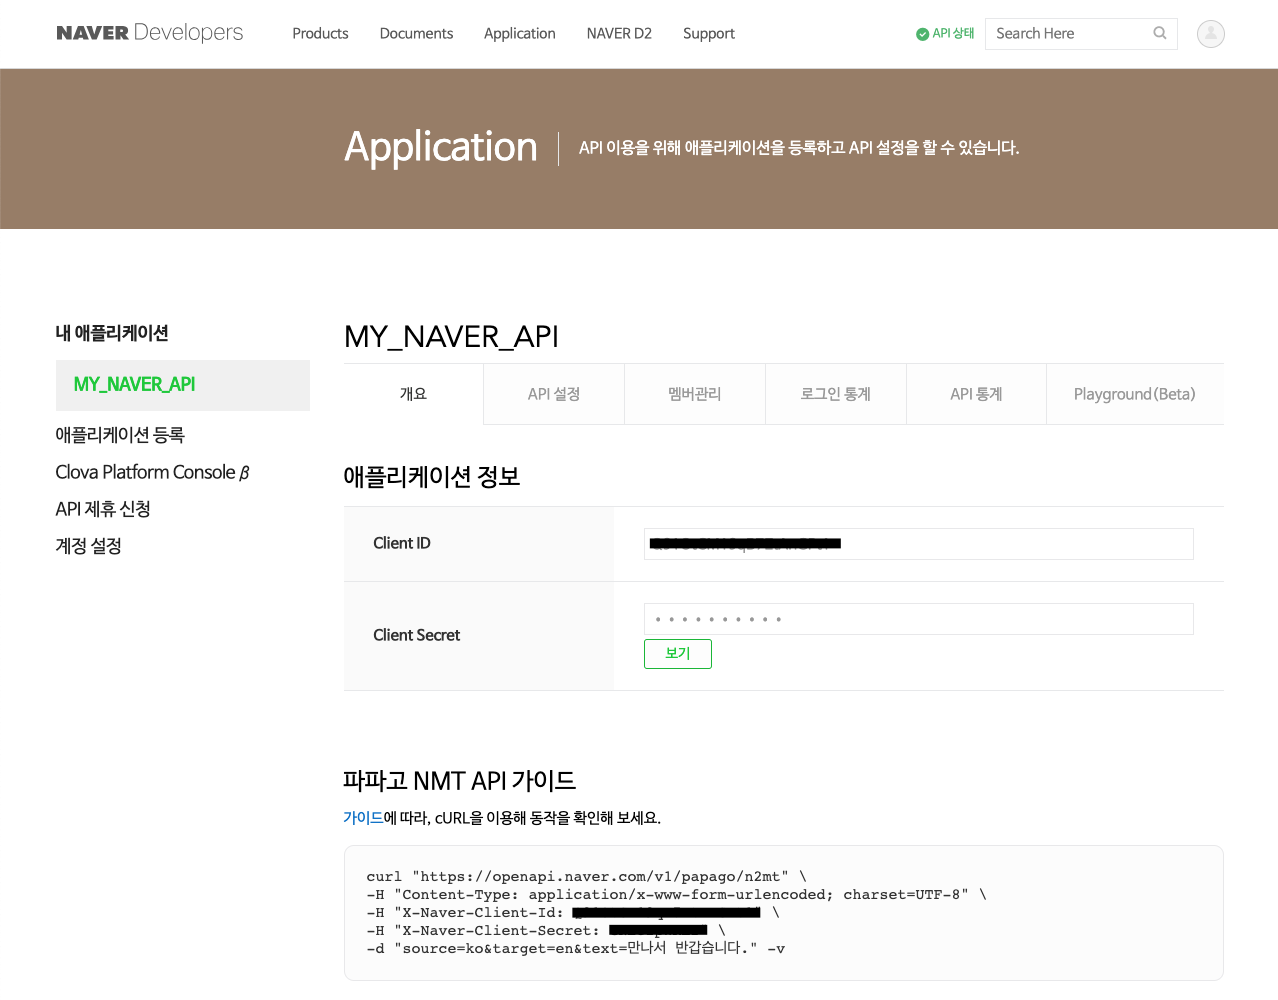 NAVER Developers
Products Documents Application NAVER D2 Support
API 상태
Search Here
Application
API 이용을 위해 애플리케이션을 등록하고 API 설정을 할 수 있습니다.
내 애플리케이션
MY_NAVER_API
애플리케이션 등록
Clova Platform Console β
API 제휴 신청
계정 설정
MY_NAVER_API
개요 API 설정 멤버관리 로그인 통계 API 통계 Playground(Beta)
애플리케이션 정보
Client ID
Client Secret
보기
파파고 NMT API 가이드
가이드에 따라, cURL을 이용해 동작을 확인해 보세요.
curl "https://openapi.naver.com/v1/papago/n2mt" \
-H "Content-Type: application/x-www-form-urlencoded; charset=UTF-8" \
-H "X-Naver-Client-Id: \
-H "X-Naver-Client-Secret: \
-d "source=ko&target=en&text=만나서 반갑습니다." -v